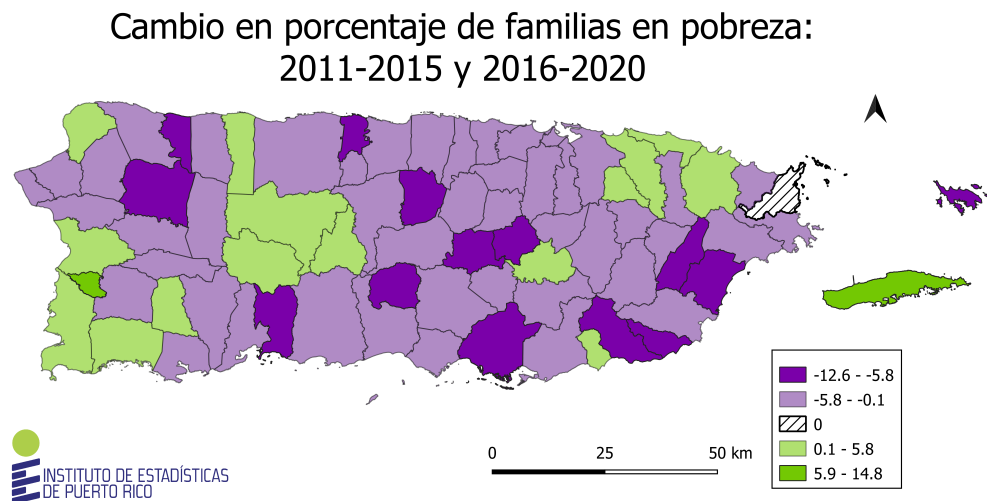 Cambio en porcentaje de familias en pobreza:
2011-2015 y 2016-2020
-12.6 - -5.8
-5.8 - -0.1
0
0.1 - 5.8
5.9 - 14.8
0 25 50 km
INSTITUTO DE ESTADÍSTICAS
DE PUERTO RICO